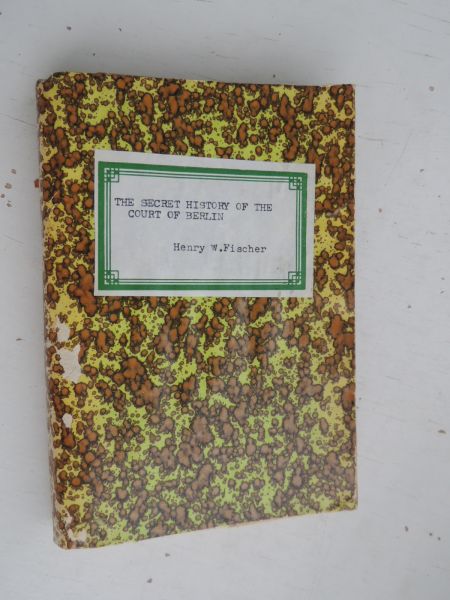 THE SECRET HISTORY OF THE
COURT OF BERLIN
Henry W.Fischer